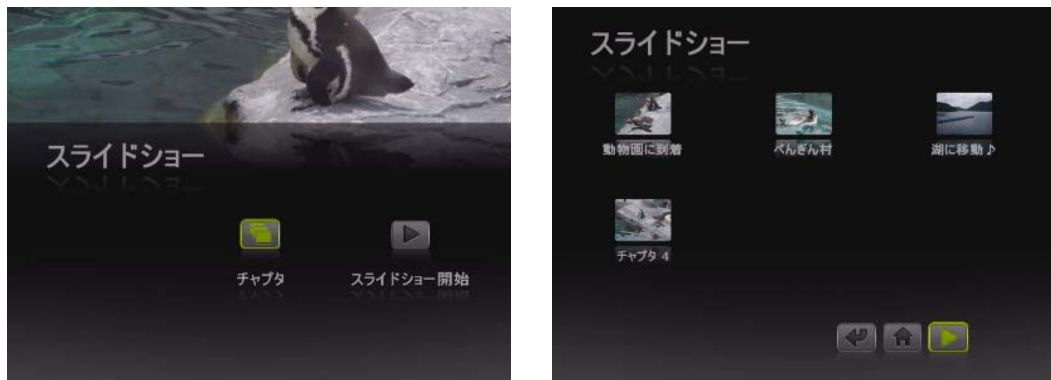 スライドショー
チャプタ
スライドショー開始
スライドショー
動物園に到着
ぺんぎん村
湖に移動♪
チャプタ 4